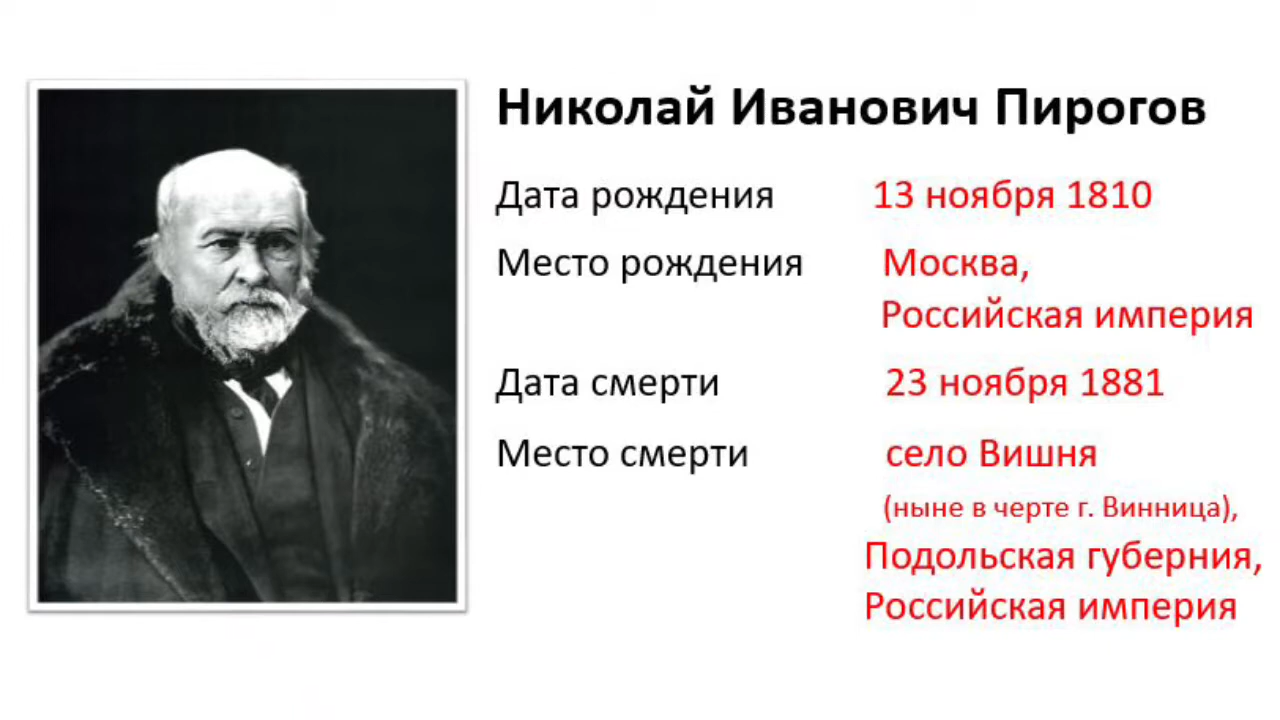 Николай Иванович Пирогов
Дата рождения 13 ноября 1810
Место рождения Москва,
Российская империя
Дата смерти 23 ноября 1881
Место смерти село Вишня
(ныне в черте г. Винница),
Подольская губерния,
Российская империя